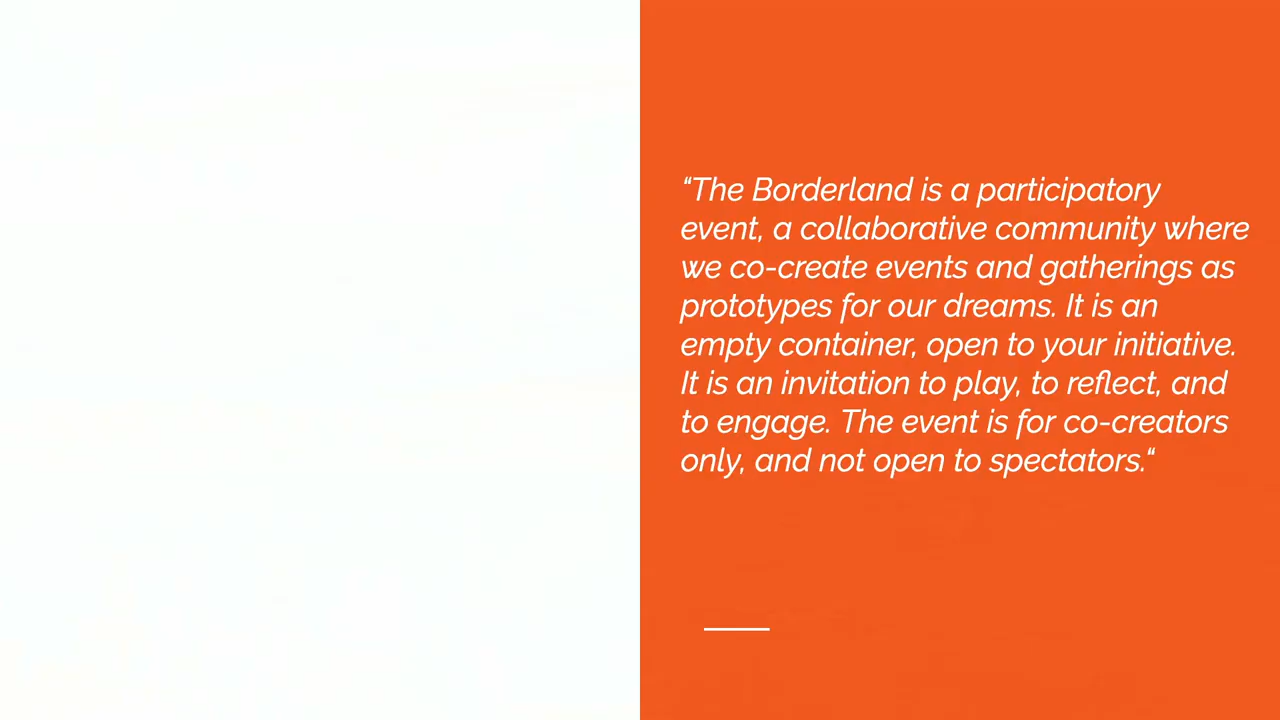 “The Borderland is a participatory
event, a collaborative community where
we co-create events and gatherings as
prototypes for our dreams. It is an
empty container, open to your initiative.
It is an invitation to play, to reflect, and
to engage. The event is for co-creators
only, and not open to spectators.“